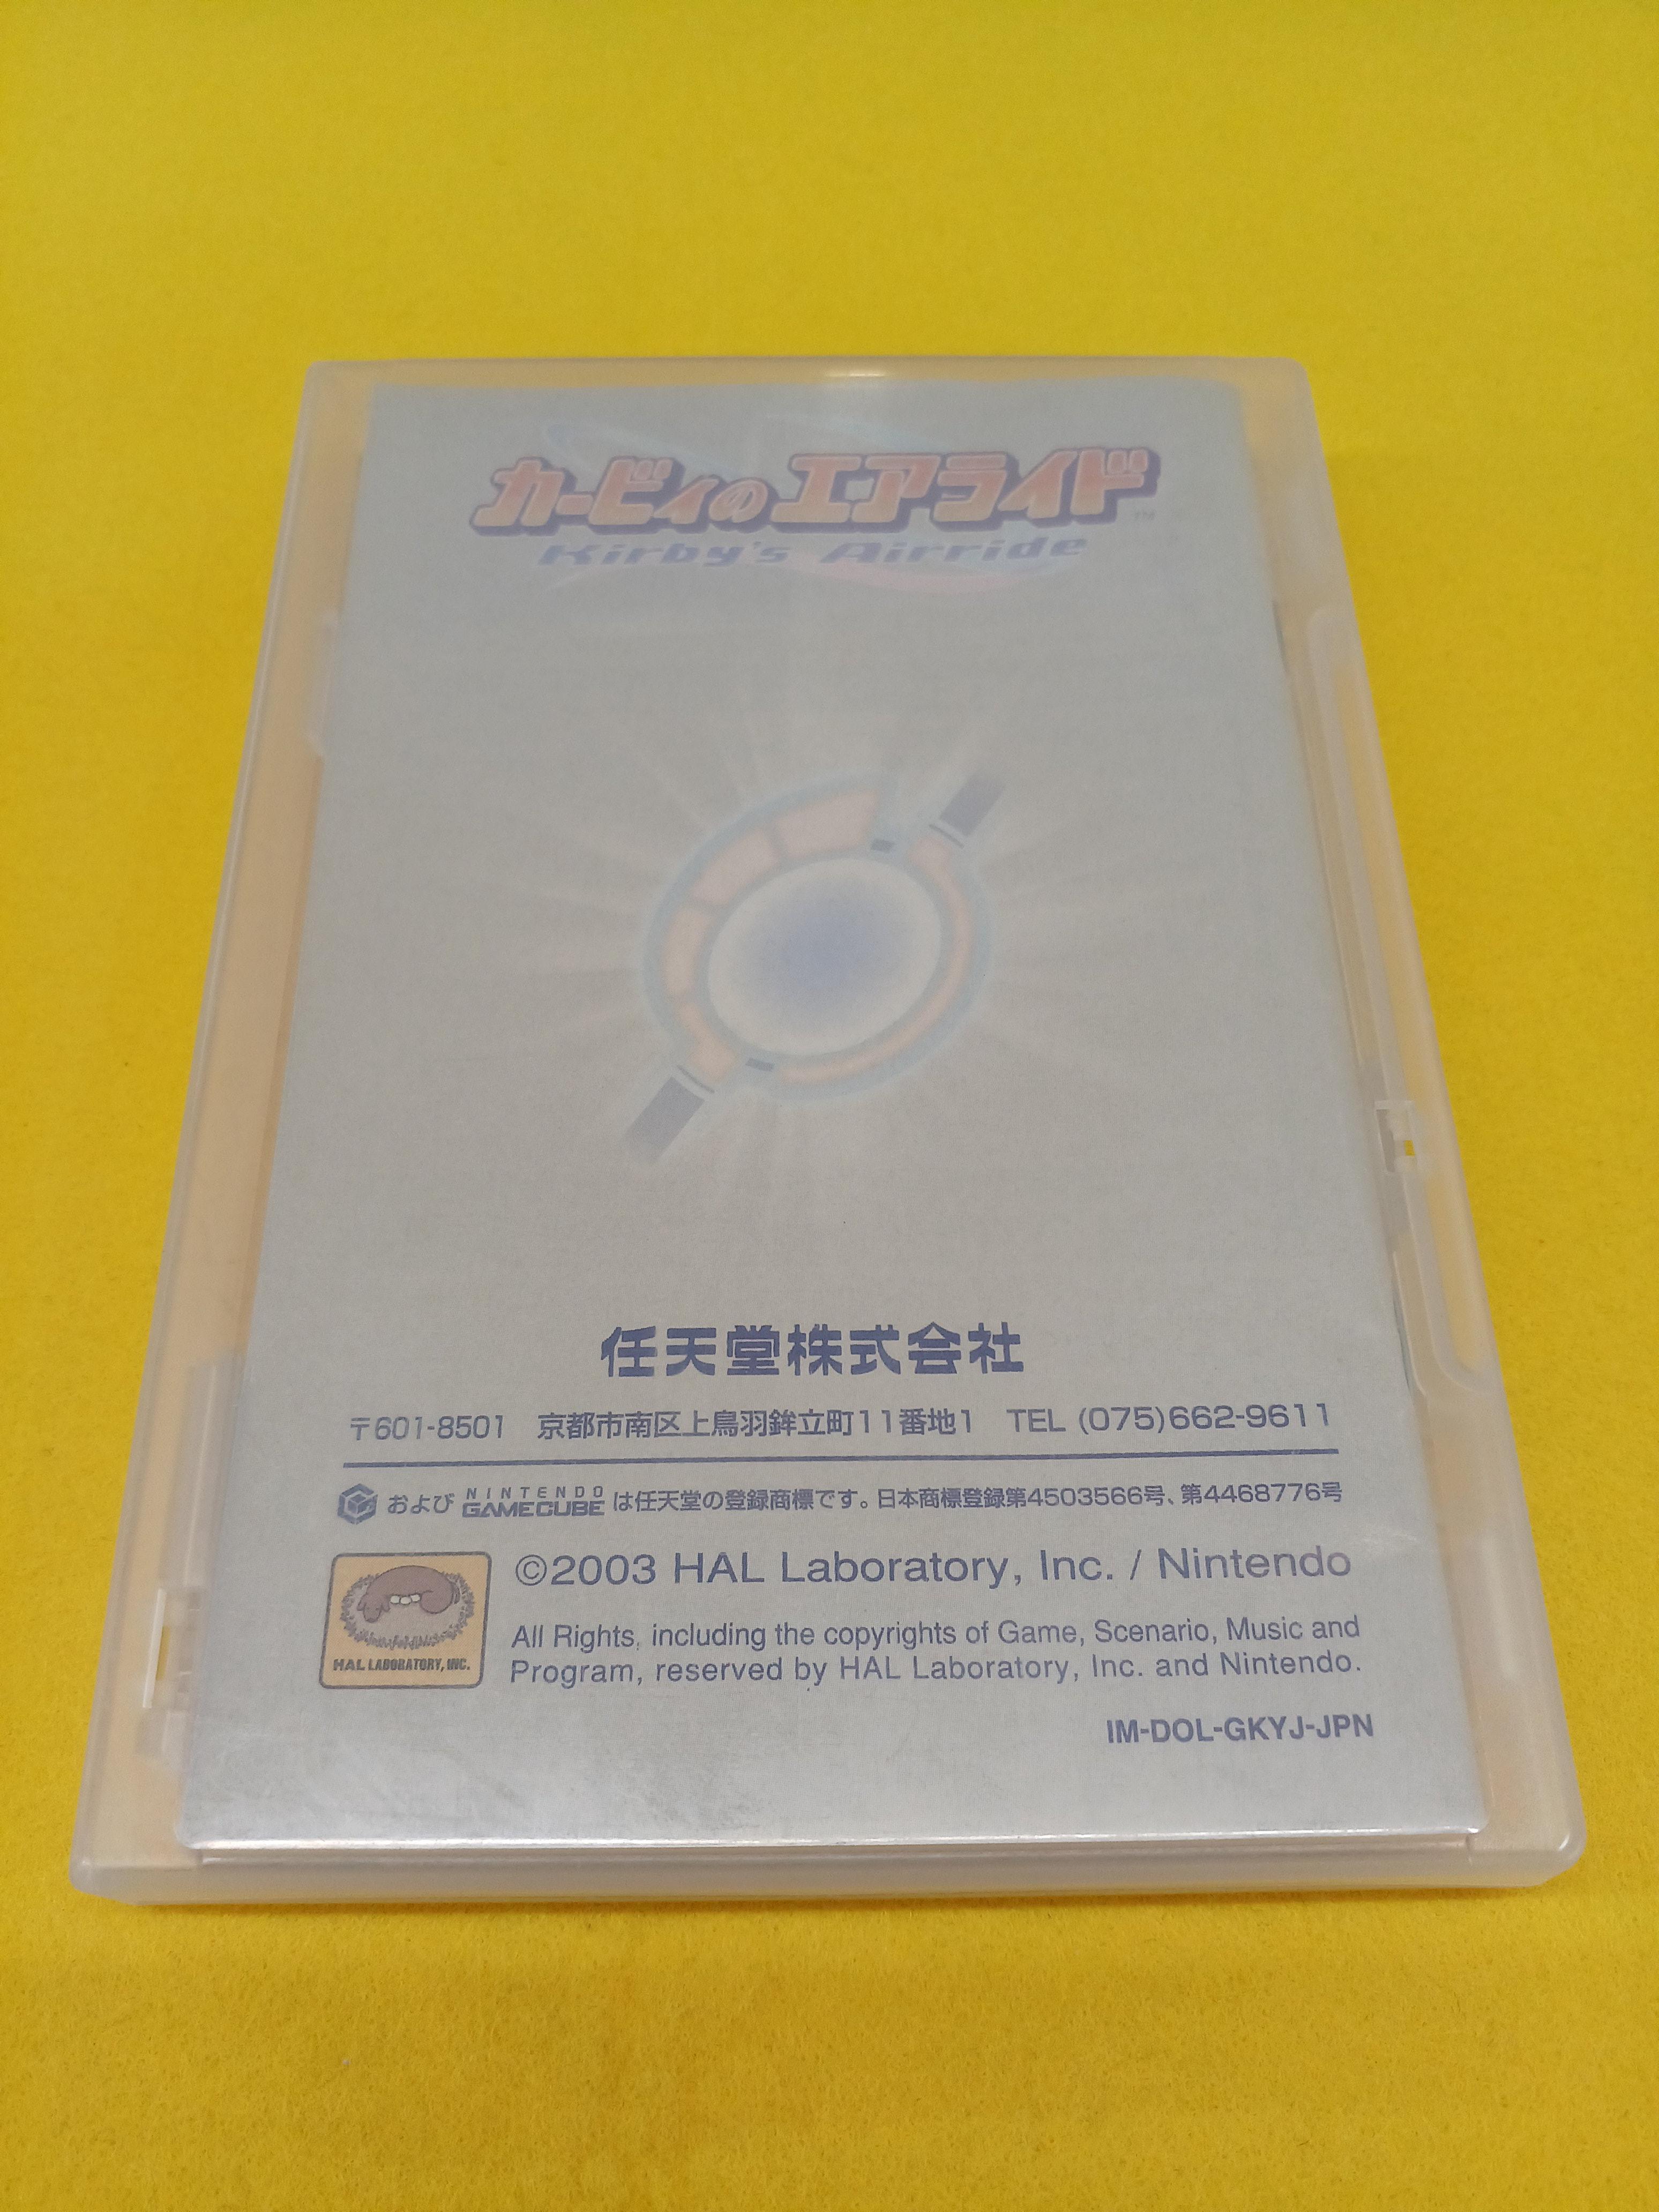 カービィのエアライド™
Kirby's Airride
任天堂株式会社
〒601-8501 京都市南区上鳥羽鉾立町11番地1 TEL (075)662-9611
および NINTENDO GAMECUBE は任天堂の登録商標です。日本商標登録第4503566号、第4468776号
©2003 HAL Laboratory, Inc. / Nintendo
All Rights, including the copyrights of Game, Scenario, Music and
Program, reserved by HAL Laboratory, Inc. and Nintendo.
HAL LABORATORY, INC.
IM-DOL-GKYJ-JPN